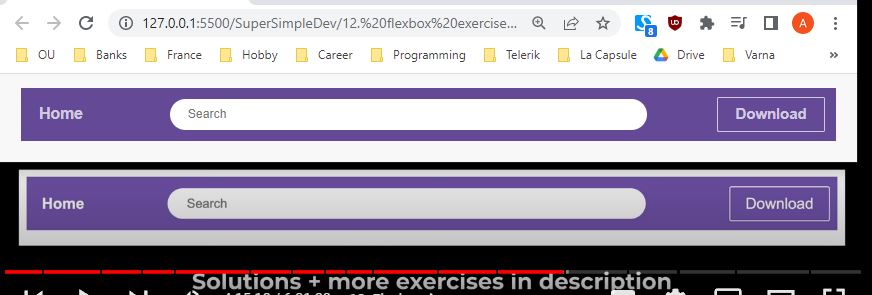 127.0.0.1:5500/SuperSimpleDev/12.%20flexbox%20exercise...
8
A
OU Banks France Hobby Career Programming Telerik La Capsule Drive Varna »
Home Search Download
Home Search Download
Solutions + more exercises in description